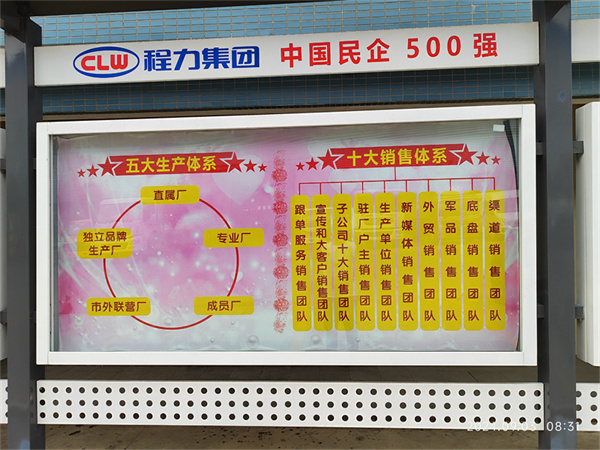 CLW 程力集团 中国民企 500 强
五大生产体系
直属厂
独立品牌
生产厂
专业厂
市外联营厂
成员厂
十大销售体系
跟单服务销售团队
宣传和大客户销售团队
子公司十大销售团队
驻厂户主销售团队
生产单位销售团队
新媒体销售团队
外贸销售团队
军品销售团队
底盘销售团队
渠道销售团队
08:31